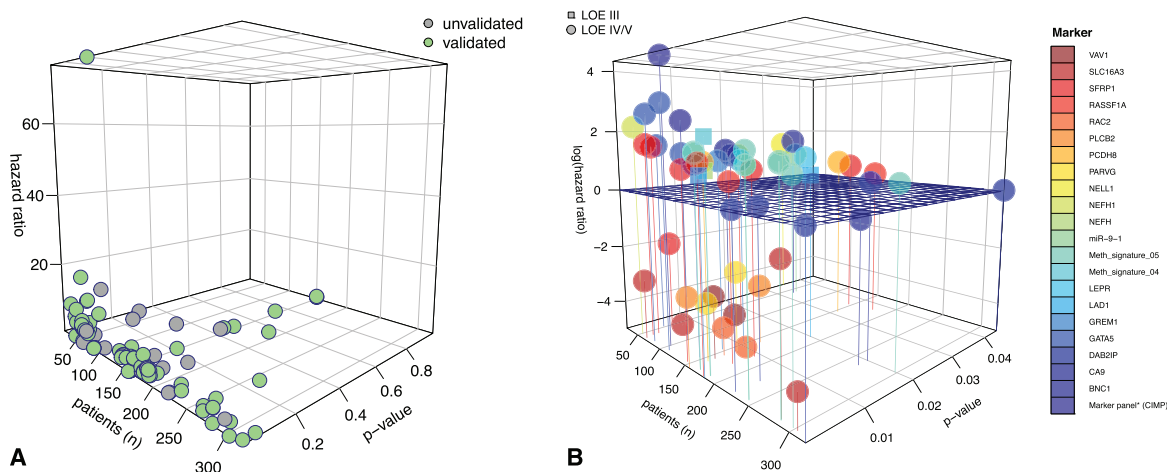 unvalidated
validated
60
40
20
hazard ratio
50
100
150
200
250
300
patients (n)
0.2
0.4
0.6
0.8
p−value
A
LOE III
LOE IV/V
4
2
0
−2
−4
log(hazard ratio)
50
100
150
200
250
300
patients (n)
0.01
0.02
0.03
0.04
p−value
B
Marker
VAV1
SLC16A3
SFRP1
RASSF1A
RAC2
PLCB2
PCDH8
PARVG
NELL1
NEFH1
NEFH
miR−9−1
Meth_signature_05
Meth_signature_04
LEPR
LAD1
GREM1
GATA5
DAB2IP
CA9
BNC1
Marker panel* (CIMP)